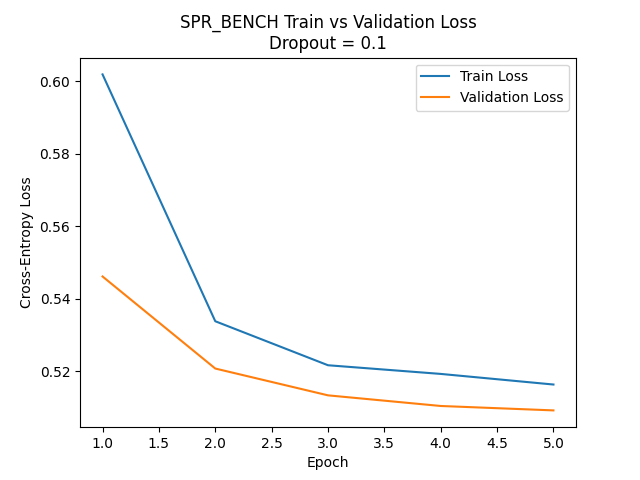 SPR_BENCH Train vs Validation Loss
Dropout = 0.1
Train Loss
Validation Loss
Cross-Entropy Loss
0.60
0.58
0.56
0.54
0.52
1.0 1.5 2.0 2.5 3.0 3.5 4.0 4.5 5.0
Epoch